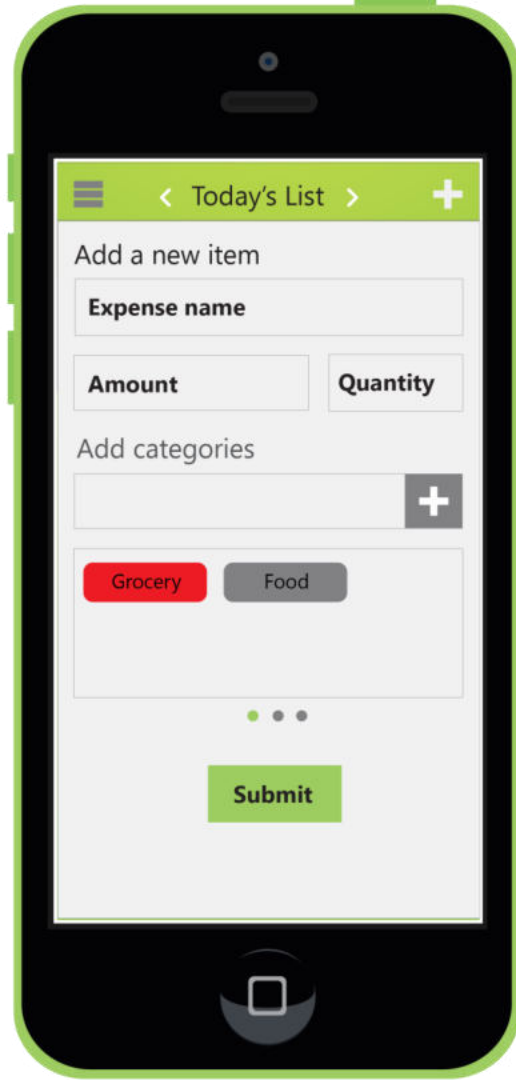 Today's List
Add a new item
Expense name
Amount Quantity
Add categories
Grocery Food
Submit